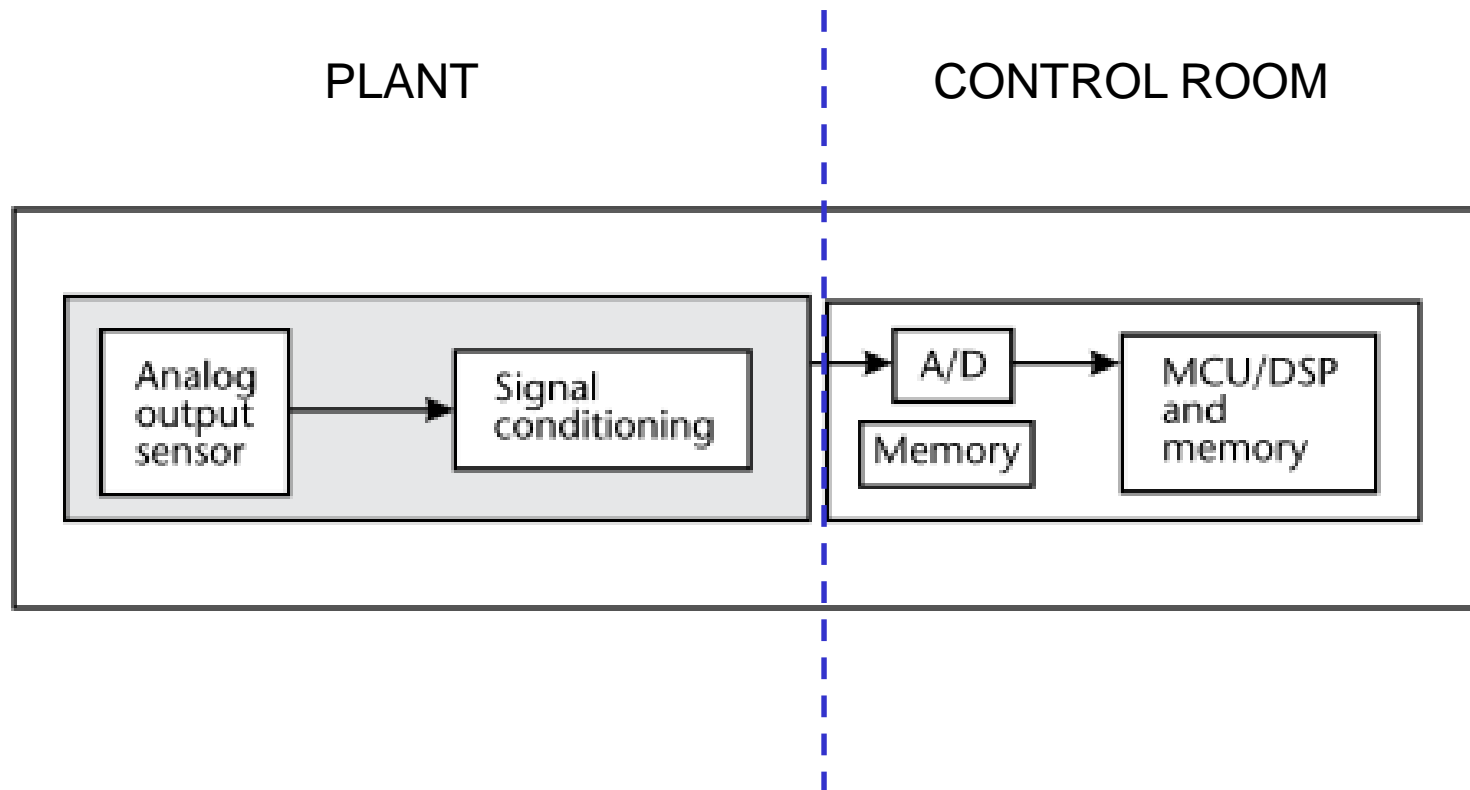 PLANT
CONTROL ROOM
Analog
output
sensor
Signal
conditioning
A/D
Memory
MCU/DSP
and
memory